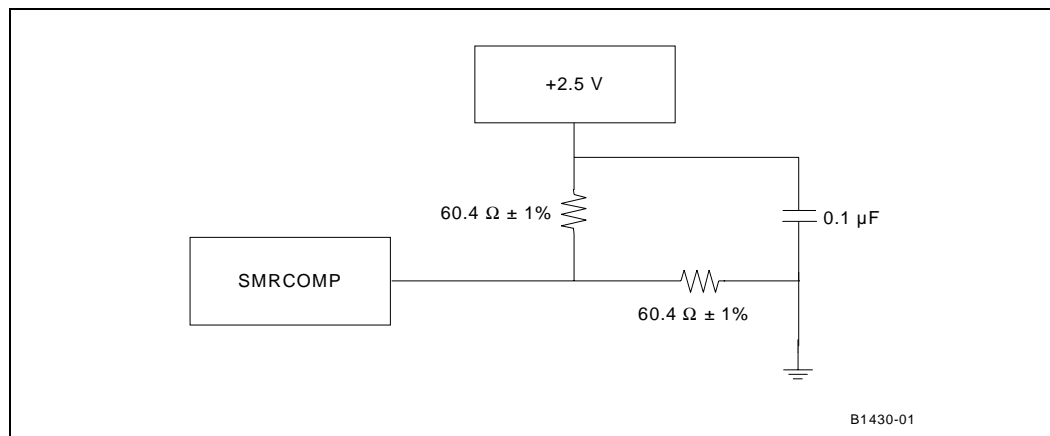 +2.5 V
60.4 Ω ± 1%
0.1 µF
SMRCOMP
60.4 Ω ± 1%
B1430-01